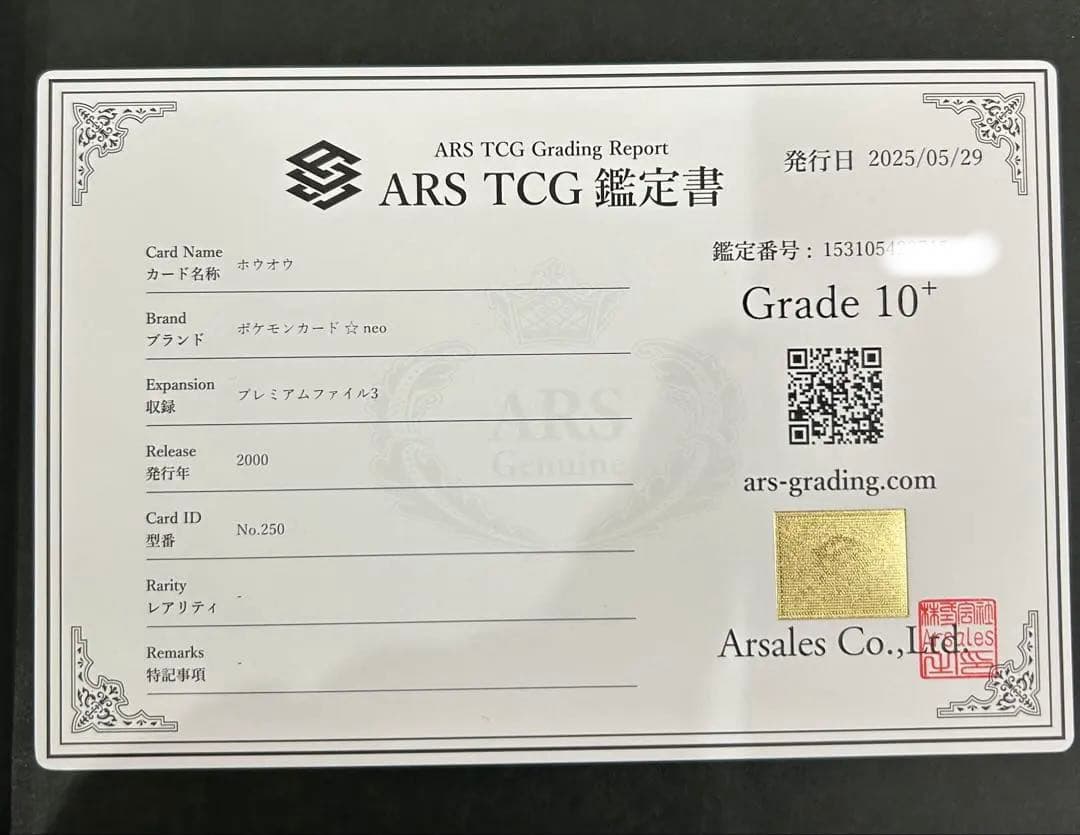 ARS TCG Grading Report
ARS TCG 鑑定書
発行日 2025/05/29
鑑定番号 : 153105
Grade 10+
ars-grading.com
Arsales Co.,Ltd.
Card Name
カード名称 ホウオウ
Brand
ブランド ポケモンカード☆neo
Expansion
収録 プレミアムファイル3
Release
発行年 2000
Card ID
型番 No.250
Rarity
レアリティ -
Remarks
特記事項 -
ARS
Genuine
Arsales